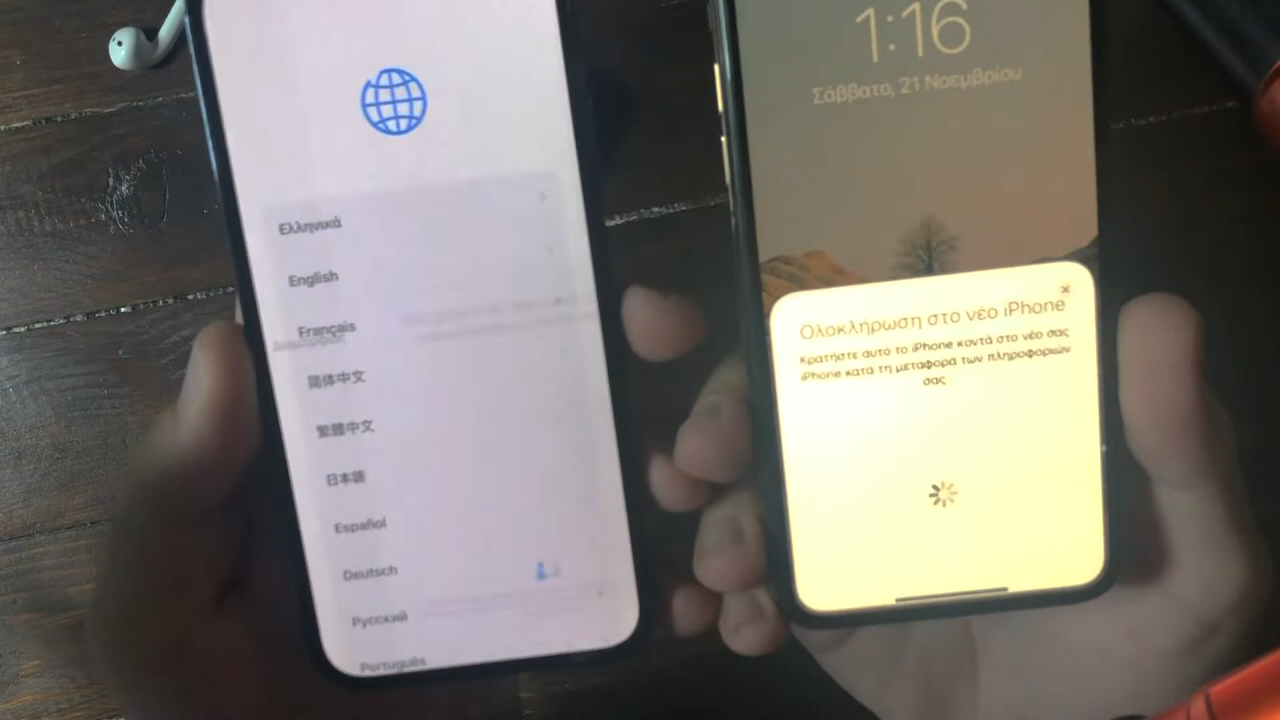 Ελληνικά
English
Français
简体中文
繁體中文
日本語
Español
Deutsch
Русский
Português
1:16
Σάββατο, 21 Νοεμβρίου
Ολοκλήρωση στο νέο iPhone
Κρατήστε αυτό το iPhone κοντά στο νέο σας
iPhone κατά τη μεταφορά των πληροφοριών
σας.